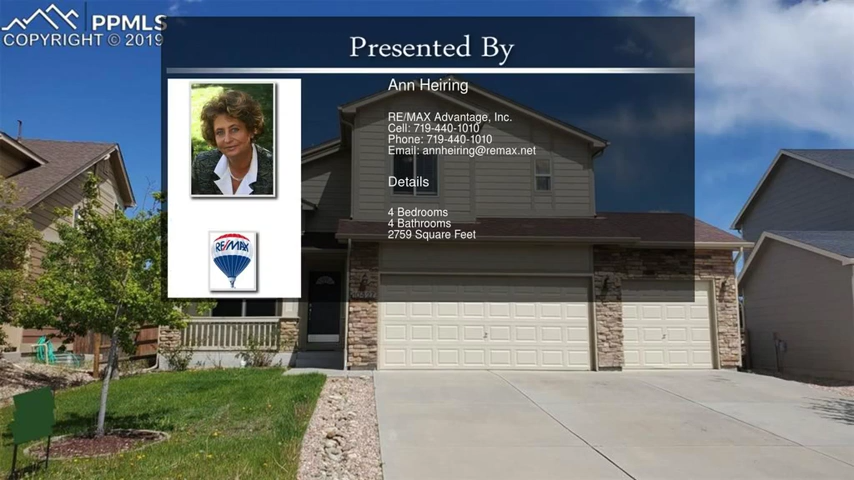 PPMLS
COPYRIGHT © 2019
Presented By
Ann Heiring
RE/MAX Advantage, Inc.
Cell: 719-440-1010
Phone: 719-440-1010
Email: annheiring@remax.net
Details
4 Bedrooms
4 Bathrooms
2759 Square Feet
RE/MAX